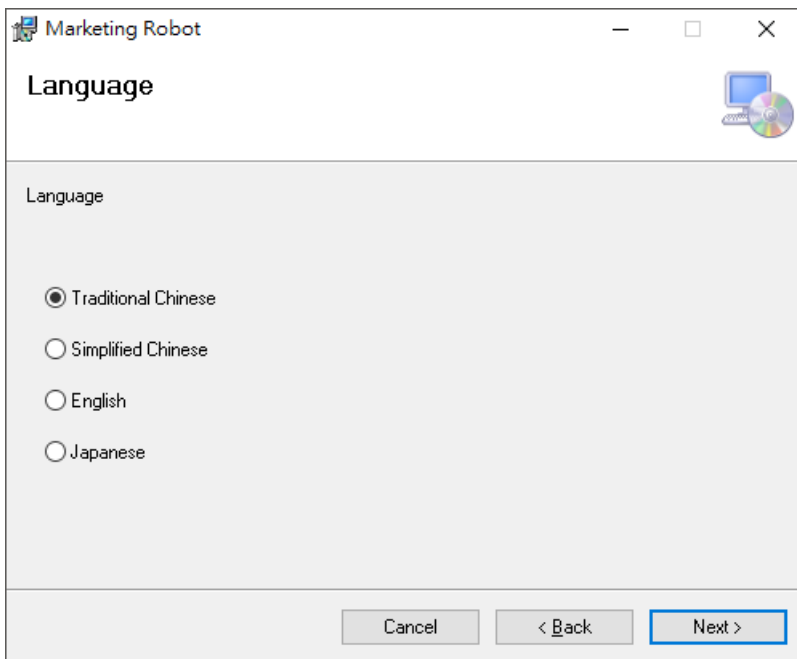 Marketing Robot
Language
Language
Traditional Chinese
Simplified Chinese
English
Japanese
Cancel < Back Next >